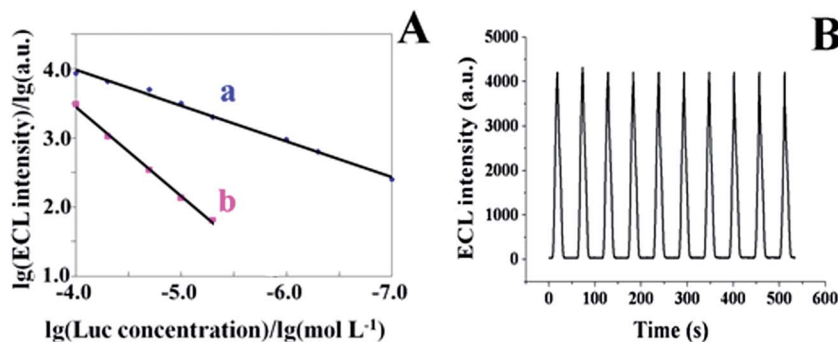 A
lg(ECL intensity)/lg(a.u.)
4.0
3.0
2.0
1.0
a
b
-4.0 -5.0 -6.0 -7.0
lg(Luc concentration)/lg(mol L-1)
B
ECL intensity (a.u.)
5000
4000
3000
2000
1000
0
0 100 200 300 400 500 600
Time (s)